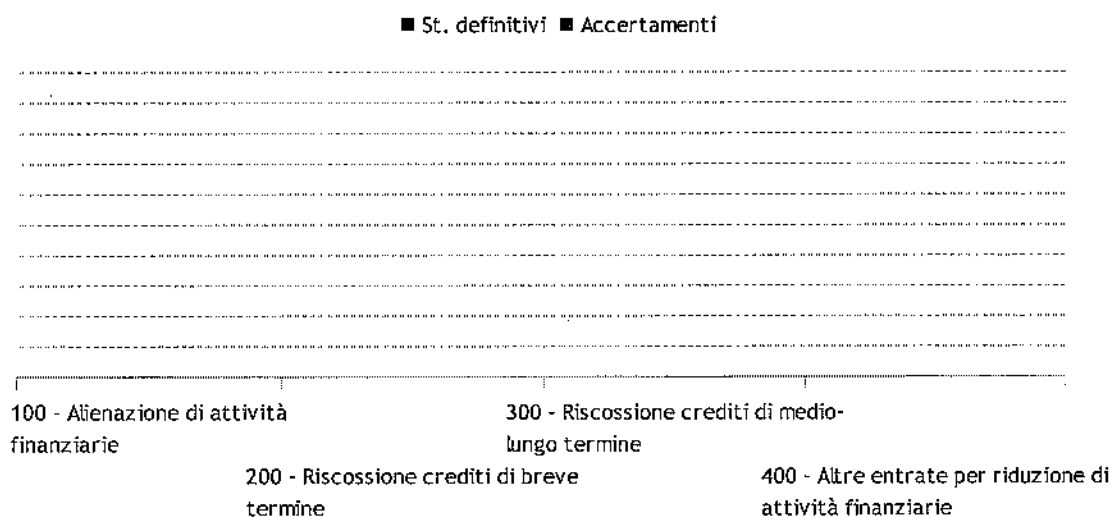 ■ St. definitivi ■ Accertamenti
100 - Alienazione di attività
finanziarie
200 - Riscossione crediti di breve
termine
300 - Riscossione crediti di medio-
lungo termine
400 - Altre entrate per riduzione di
attività finanziarie